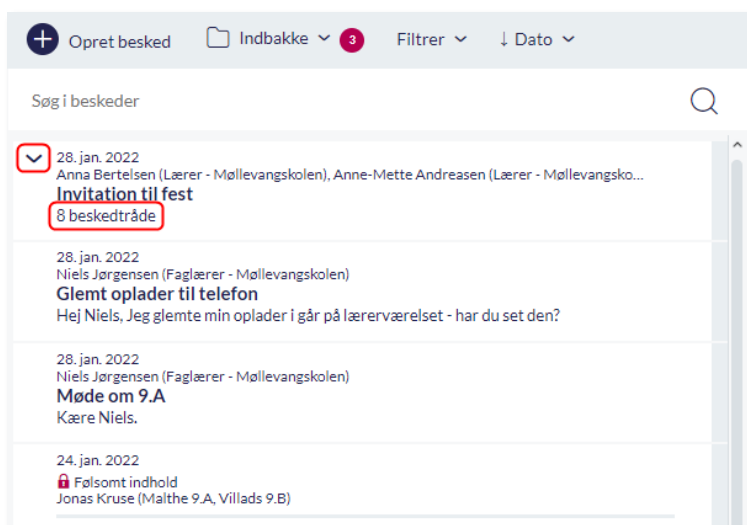 Opret besked Indbakke 3 Filtrer ↓ Dato
Søg i beskeder
28. jan. 2022
Anna Bertelsen (Lærer - Møllevangskolen), Anne-Mette Andreasen (Lærer - Møllevangsko...
Invitation til fest
8 beskedtråde
28. jan. 2022
Niels Jørgensen (Faglærer - Møllevangskolen)
Glemt oplader til telefon
Hej Niels, Jeg glemte min oplader i går på lærerværelset - har du set den?
28. jan. 2022
Niels Jørgensen (Faglærer - Møllevangskolen)
Møde om 9.A
Kære Niels.
24. jan. 2022
Følsomt indhold
Jonas Kruse (Malthe 9.A, Villads 9.B)